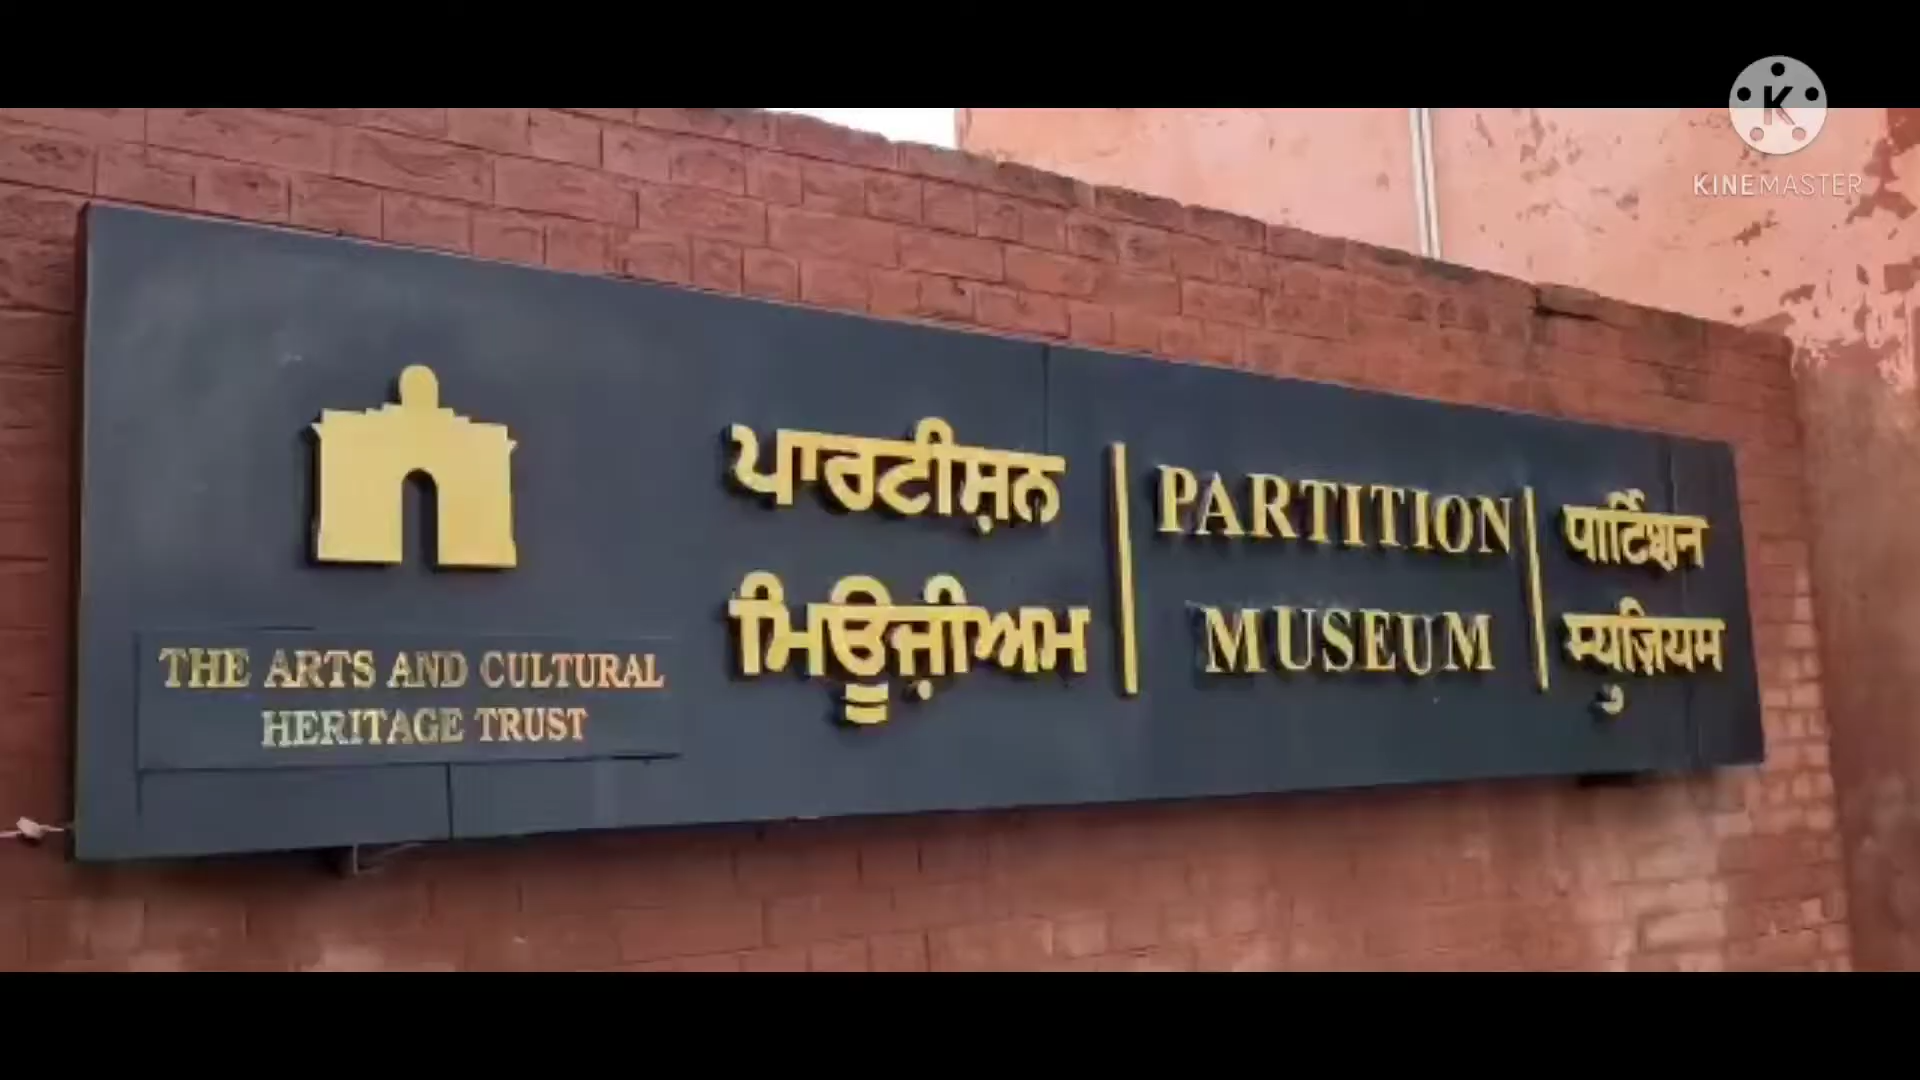 THE ARTS AND CULTURAL
HERITAGE TRUST
ਪਾਰਟੀਸ਼ਨ
ਮਿਊਜ਼ੀਅਮ
PARTITION
MUSEUM
पार्टिशन
म्युज़ियम
K
KINEMASTER